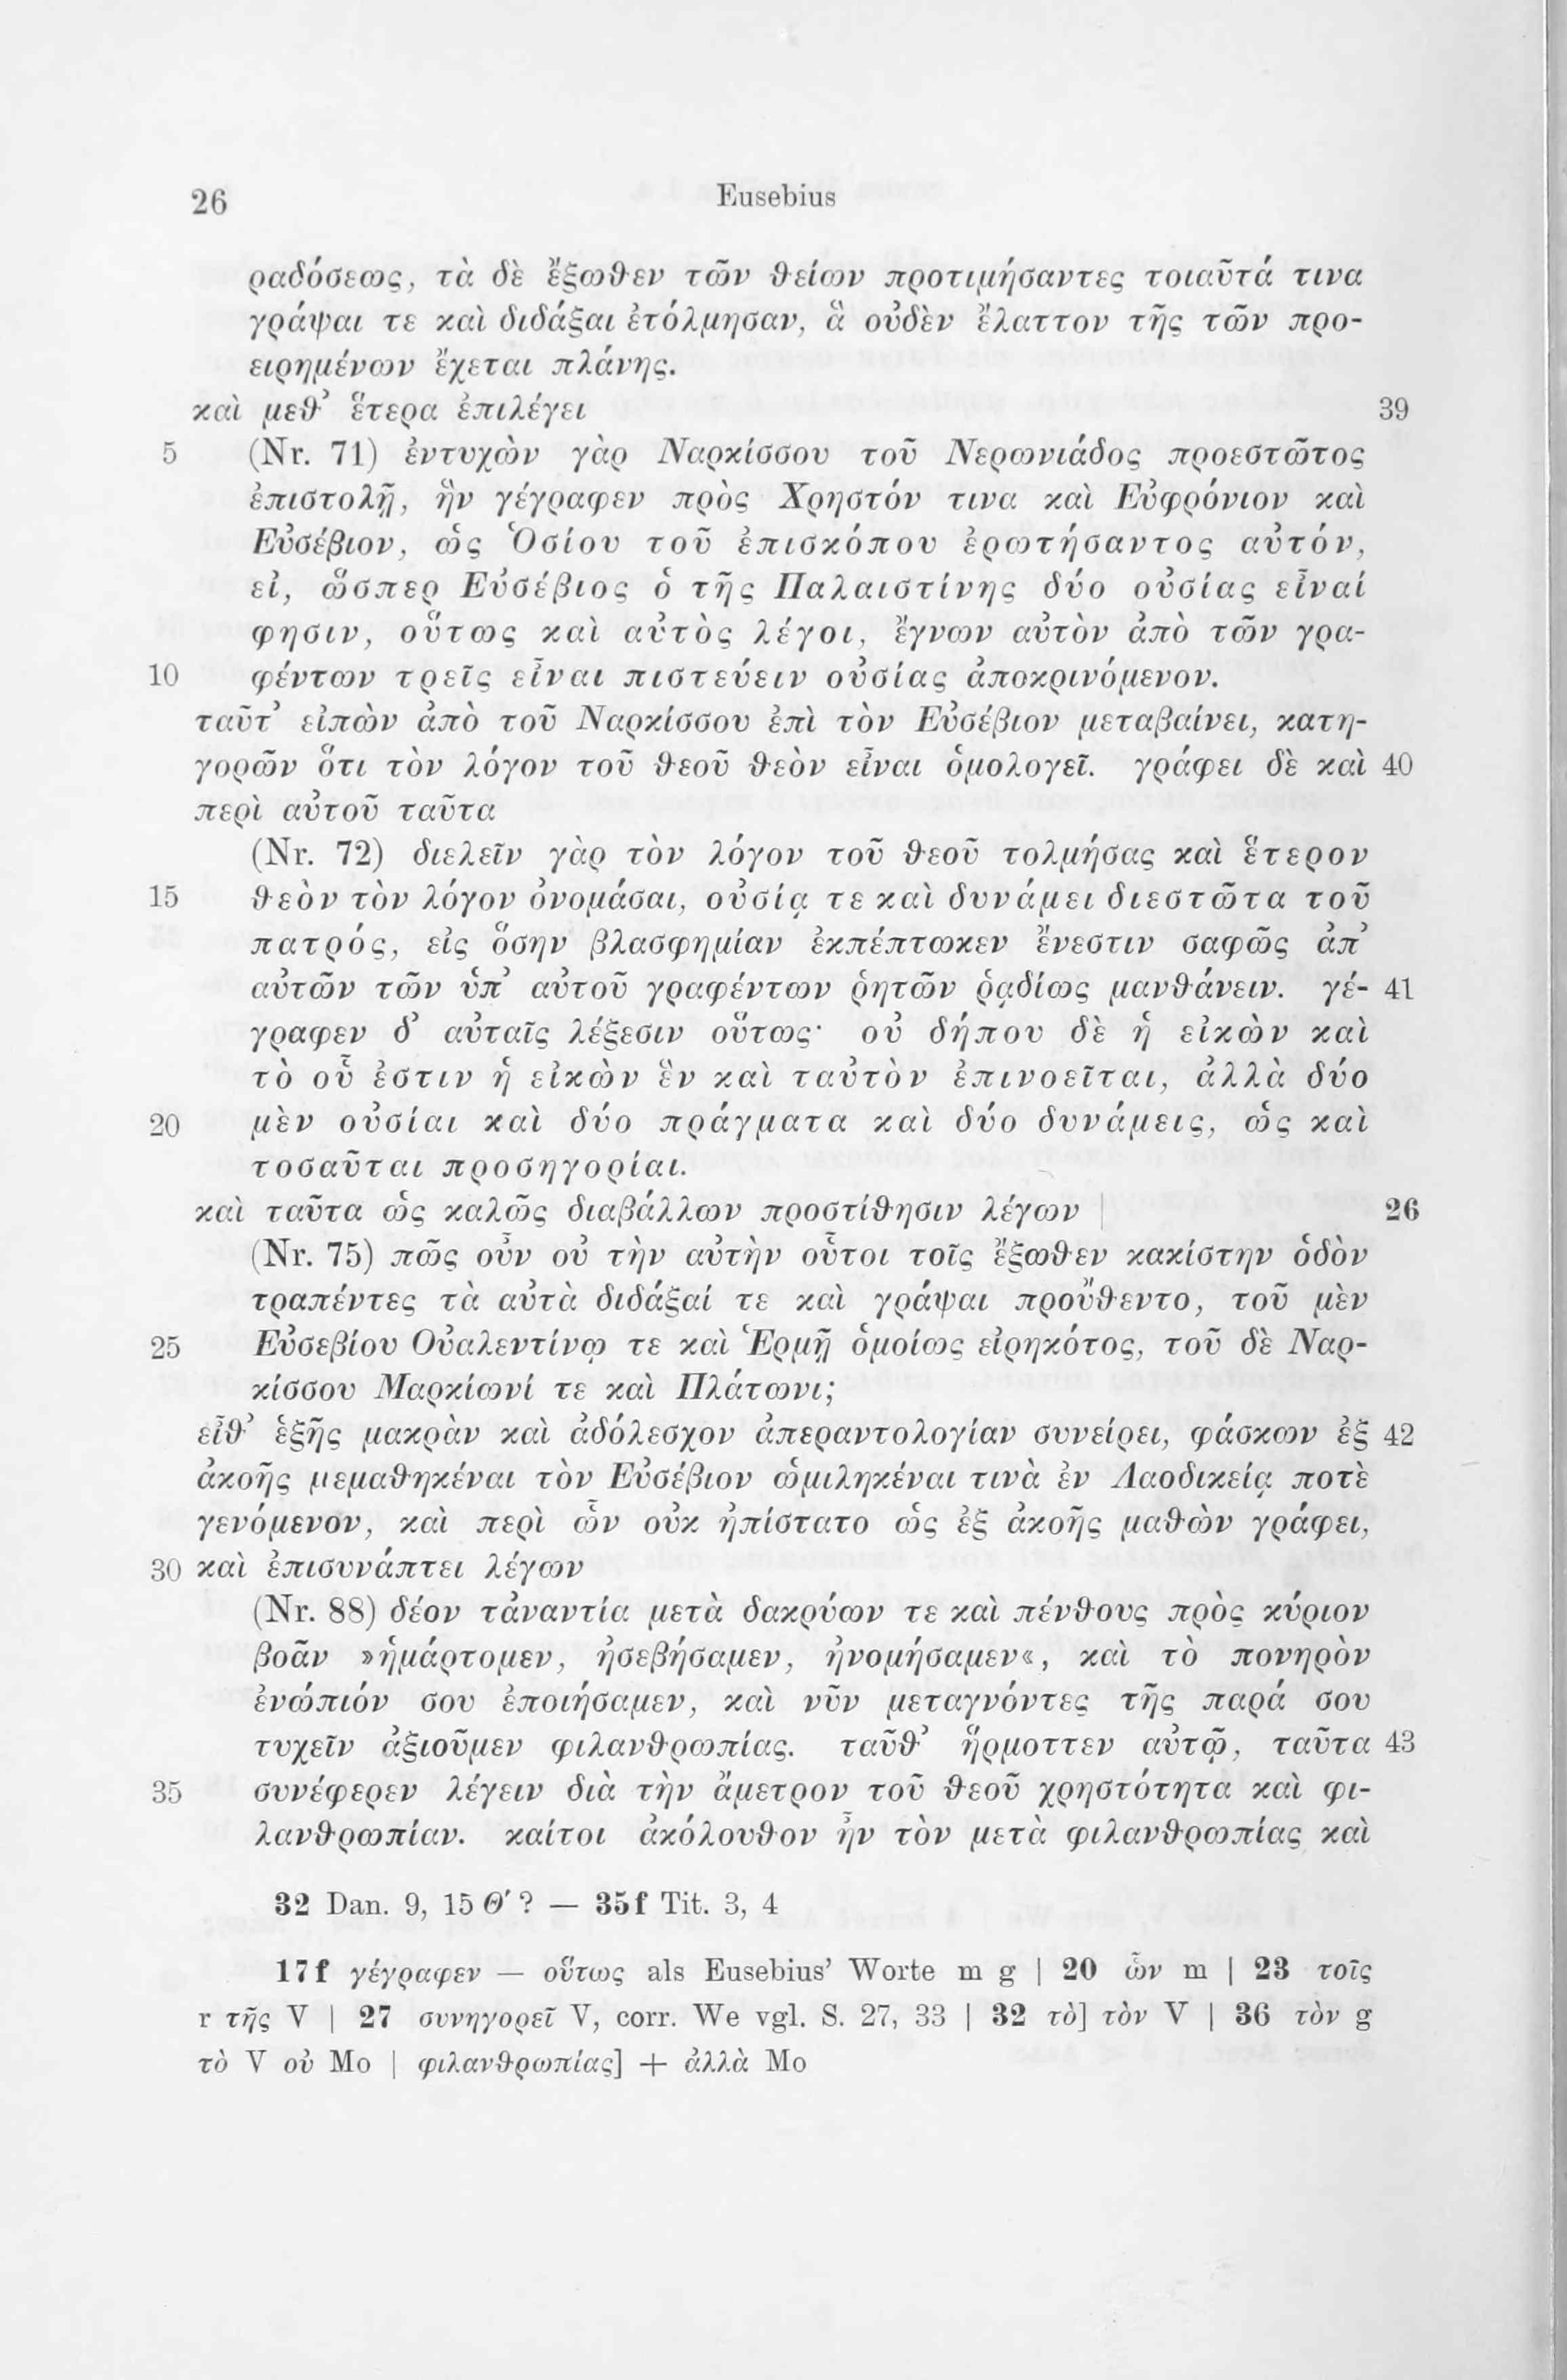 26 Eusebius
ραδόσεως, τὰ δὲ ἔξωθεν τῶν θείων προτιμήσαντες τοιαῦτά τινα
γράψαι τε καὶ διδάξαι ἐτόλμησαν, ἃ οὐδὲν ἔλαττον τῆς τῶν προ-
ειρημένων ἔχεται πλάνης.
καὶ μεθ’ ἕτερα ἐπιλέγει 39
5 (Nr. 71) ἐντυχὼν γὰρ Ναρκίσσου τοῦ Νερωνιάδος προεστῶτος
ἐπιστολῇ, ἣν γέγραφεν πρὸς Χρηστόν τινα καὶ Εὐφρόνιον καὶ
Εὐσέβιον, ὡς Ὁσίου τοῦ ἐπισκόπου ἐρωτήσαντος αὐτόν,
εἰ, ὥσπερ Εὐσέβιος ὁ τῆς Παλαιστίνης δύο οὐσίας εἶναί
φησιν, οὕτως καὶ αὐτὸς λέγοι, ἔγνων αὐτὸν ἀπὸ τῶν γρα-
10 φέντων τρεῖς εἶναι πιστεύειν οὐσίας ἀποκρινόμενον.
ταῦτ’ εἰπὼν ἀπὸ τοῦ Ναρκίσσου ἐπὶ τὸν Εὐσέβιον μεταβαίνει, κατη-
γορῶν ὅτι τὸν λόγον τοῦ θεοῦ θεὸν εἶναι ὁμολογεῖ. γράφει δὲ καὶ 40
περὶ αὐτοῦ ταῦτα
(Nr. 72) διελεῖν γὰρ τὸν λόγον τοῦ θεοῦ τολμήσας καὶ ἕτερον
15 θεὸν τὸν λόγον ὀνομάσαι, οὐσίᾳ τε καὶ δυνάμει διεστῶτα τοῦ
πατρός, εἰς ὅσην βλασφημίαν ἐκπέπτωκεν ἔνεστιν σαφῶς ἀπ’
αὐτῶν τῶν ὑπ’ αὐτοῦ γραφέντων ῥητῶν ῥᾳδίως μανθάνειν. γέ- 41
γραφεν δ’ αὐταῖς λέξεσιν οὕτως· οὐ δήπου δὲ ἡ εἰκὼν καὶ
τὸ οὗ ἐστιν ἡ εἰκὼν ἓν καὶ ταὐτὸν ἐπινοεῖται, ἀλλὰ δύο
20 μὲν οὐσίαι καὶ δύο πράγματα καὶ δύο δυνάμεις, ὡς καὶ
τοσαῦται προσηγορίαι.
καὶ ταῦτα ὡς καλῶς διαβάλλων προστίθησιν λέγων | 26
(Nr. 75) πῶς οὖν οὐ τὴν αὐτὴν οὗτοι τοῖς ἔξωθεν κακίστην ὁδὸν
τραπέντες τὰ αὐτὰ διδάξαί τε καὶ γράψαι προὔθεντο, τοῦ μὲν
25 Εὐσεβίου Οὐαλεντίνῳ τε καὶ Ἑρμῇ ὁμοίως εἰρηκότος, τοῦ δὲ Ναρ-
κίσσου Μαρκίωνί τε καὶ Πλάτωνι;
εἶθ’ ἑξῆς μακρὰν καὶ ἀδόλεσχον ἀπεραντολογίαν συνείρει, φάσκων ἐξ 42
ἀκοῆς μεμαθηκέναι τὸν Εὐσέβιον ὡμιληκέναι τινὰ ἐν Λαοδικείᾳ ποτὲ
γενόμενον, καὶ περὶ ὧν οὐκ ἠπίστατο ὡς ἐξ ἀκοῆς μαθὼν γράφει,
30 καὶ ἐπισυνάπτει λέγων
(Nr. 88) δέον τἀναντία μετὰ δακρύων τε καὶ πένθους πρὸς κύριον
βοᾶν »ἡμάρτομεν, ἠσεβήσαμεν, ἠνομήσαμεν«, καὶ τὸ πονηρὸν
ἐνώπιόν σου ἐποιήσαμεν, καὶ νῦν μεταγνόντες τῆς παρά σου
τυχεῖν ἀξιοῦμεν φιλανθρωπίας. ταῦθ’ ἥρμοττεν αὐτῷ, ταῦτα 43
35 συνέφερεν λέγειν διὰ τὴν ἄμετρον τοῦ θεοῦ χρηστότητα καὶ φι-
λανθρωπίαν. καίτοι ἀκόλουθον ἦν τὸν μετὰ φιλανθρωπίας καὶ
32 Dan. 9, 15 Θ′? — 35f Tit. 3, 4
17f γέγραφεν — οὕτως als Eusebius’ Worte m g | 20 ὧν m | 23 τοῖς
r τῆς V | 27 συνηγορεῖ V, corr. We vgl. S. 27, 33 | 32 τὸ] τὸν V | 36 τὸν g
τὸ V οὐ Mo | φιλανθρωπίας] + ἀλλὰ Mo